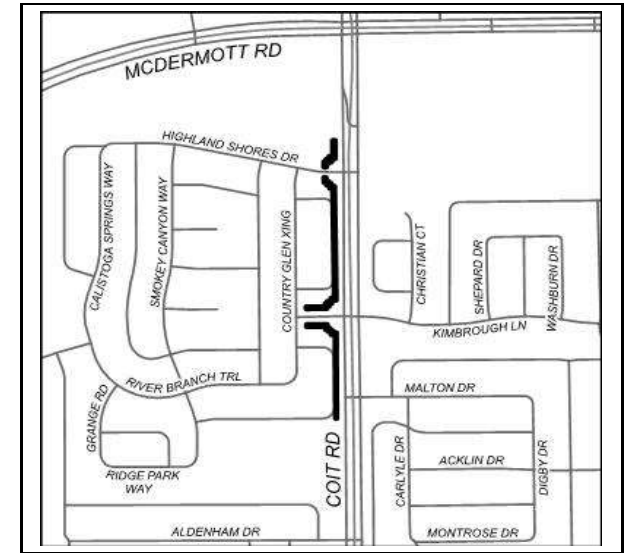 MCDERMOTT RD
HIGHLAND SHORES DR
CALISTOGA SPRINGS WAY
SMOKEY CANYON WAY
COUNTRY GLEN XING
CHRISTIAN CT
SHEPARD DR
WASHBURN DR
KIMBROUGH LN
RIVER BRANCH TRL
MALTON DR
GRANGE RD
RIDGE PARK
WAY
COIT RD
CARLYLE DR
ACKLIN DR
DIGBY DR
ALDENHAM DR
MONTROSE DR